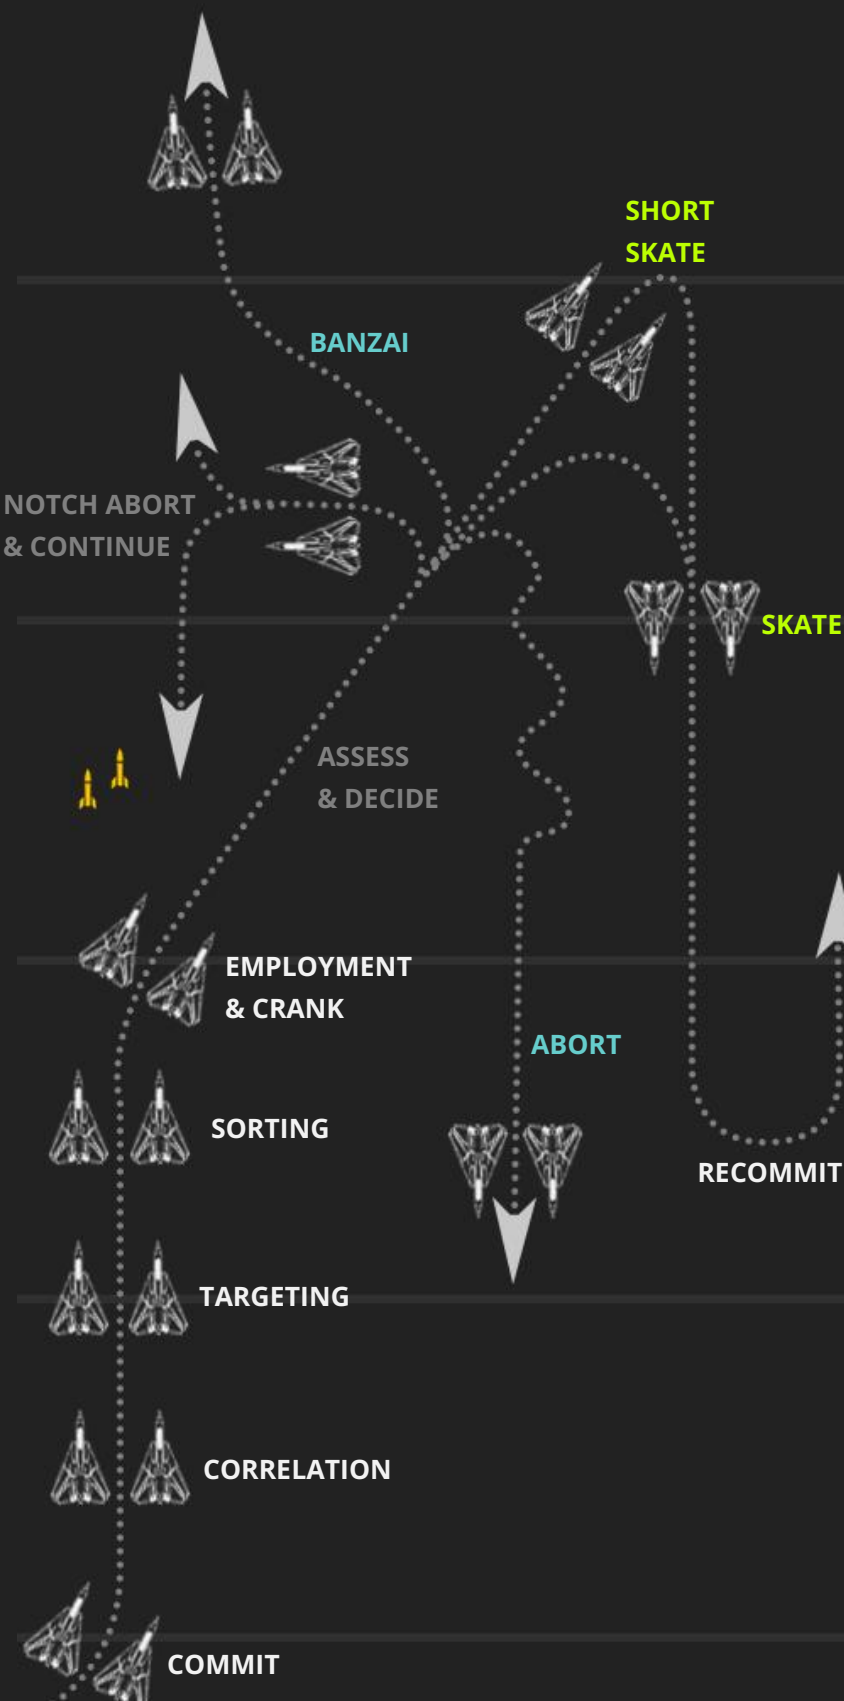 SHORT
SKATE
BANZAI
NOTCH ABORT
& CONTINUE
SKATE
ASSESS
& DECIDE
EMPLOYMENT
& CRANK
ABORT
SORTING
RECOMMIT
TARGETING
CORRELATION
COMMIT